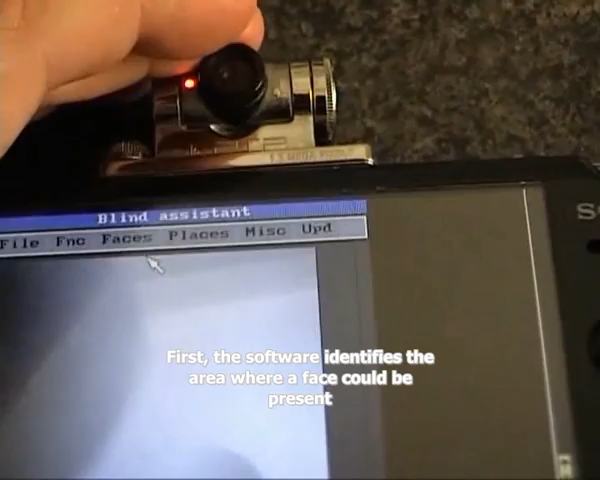 Blind assistant
File Fnc Faces Places Misc Upd
First, the software identifies the
area where a face could be
present